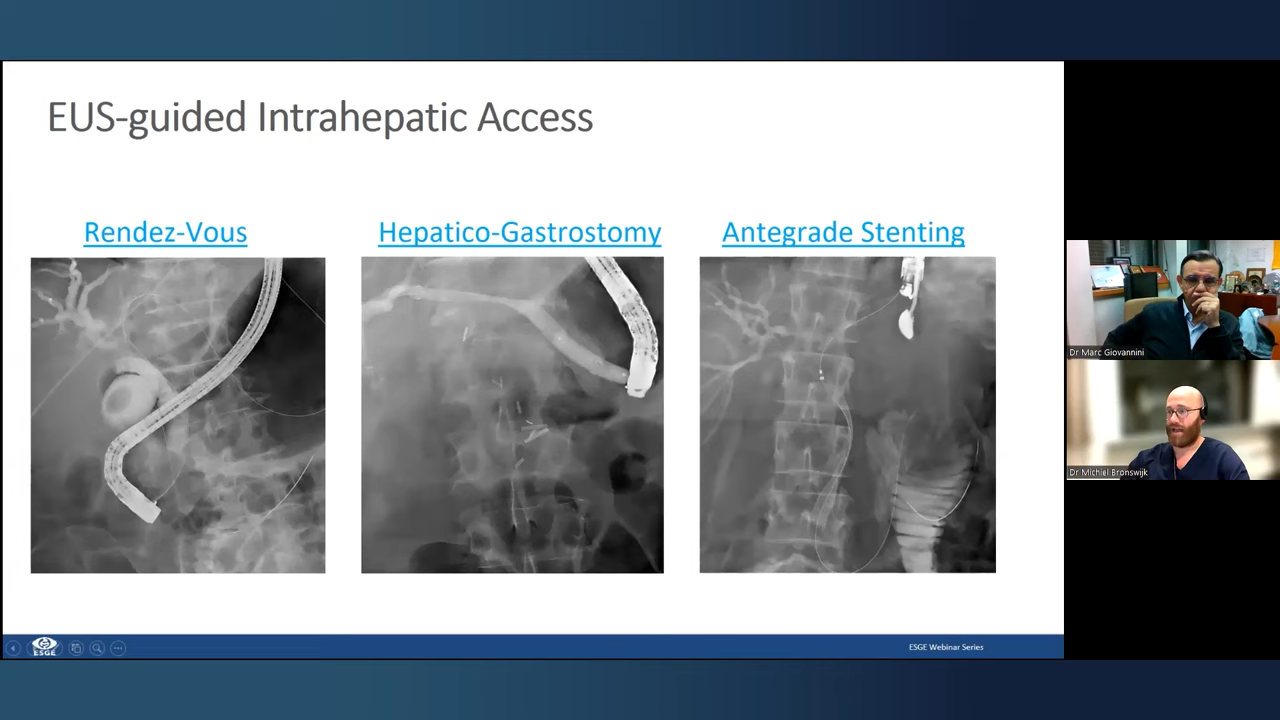 EUS-guided Intrahepatic Access
Rendez-Vous
Hepatico-Gastrostomy
Antegrade Stenting
Dr Marc Giovannini
Dr Michiel Bronswijk
ESGE
ESGE Webinar Series